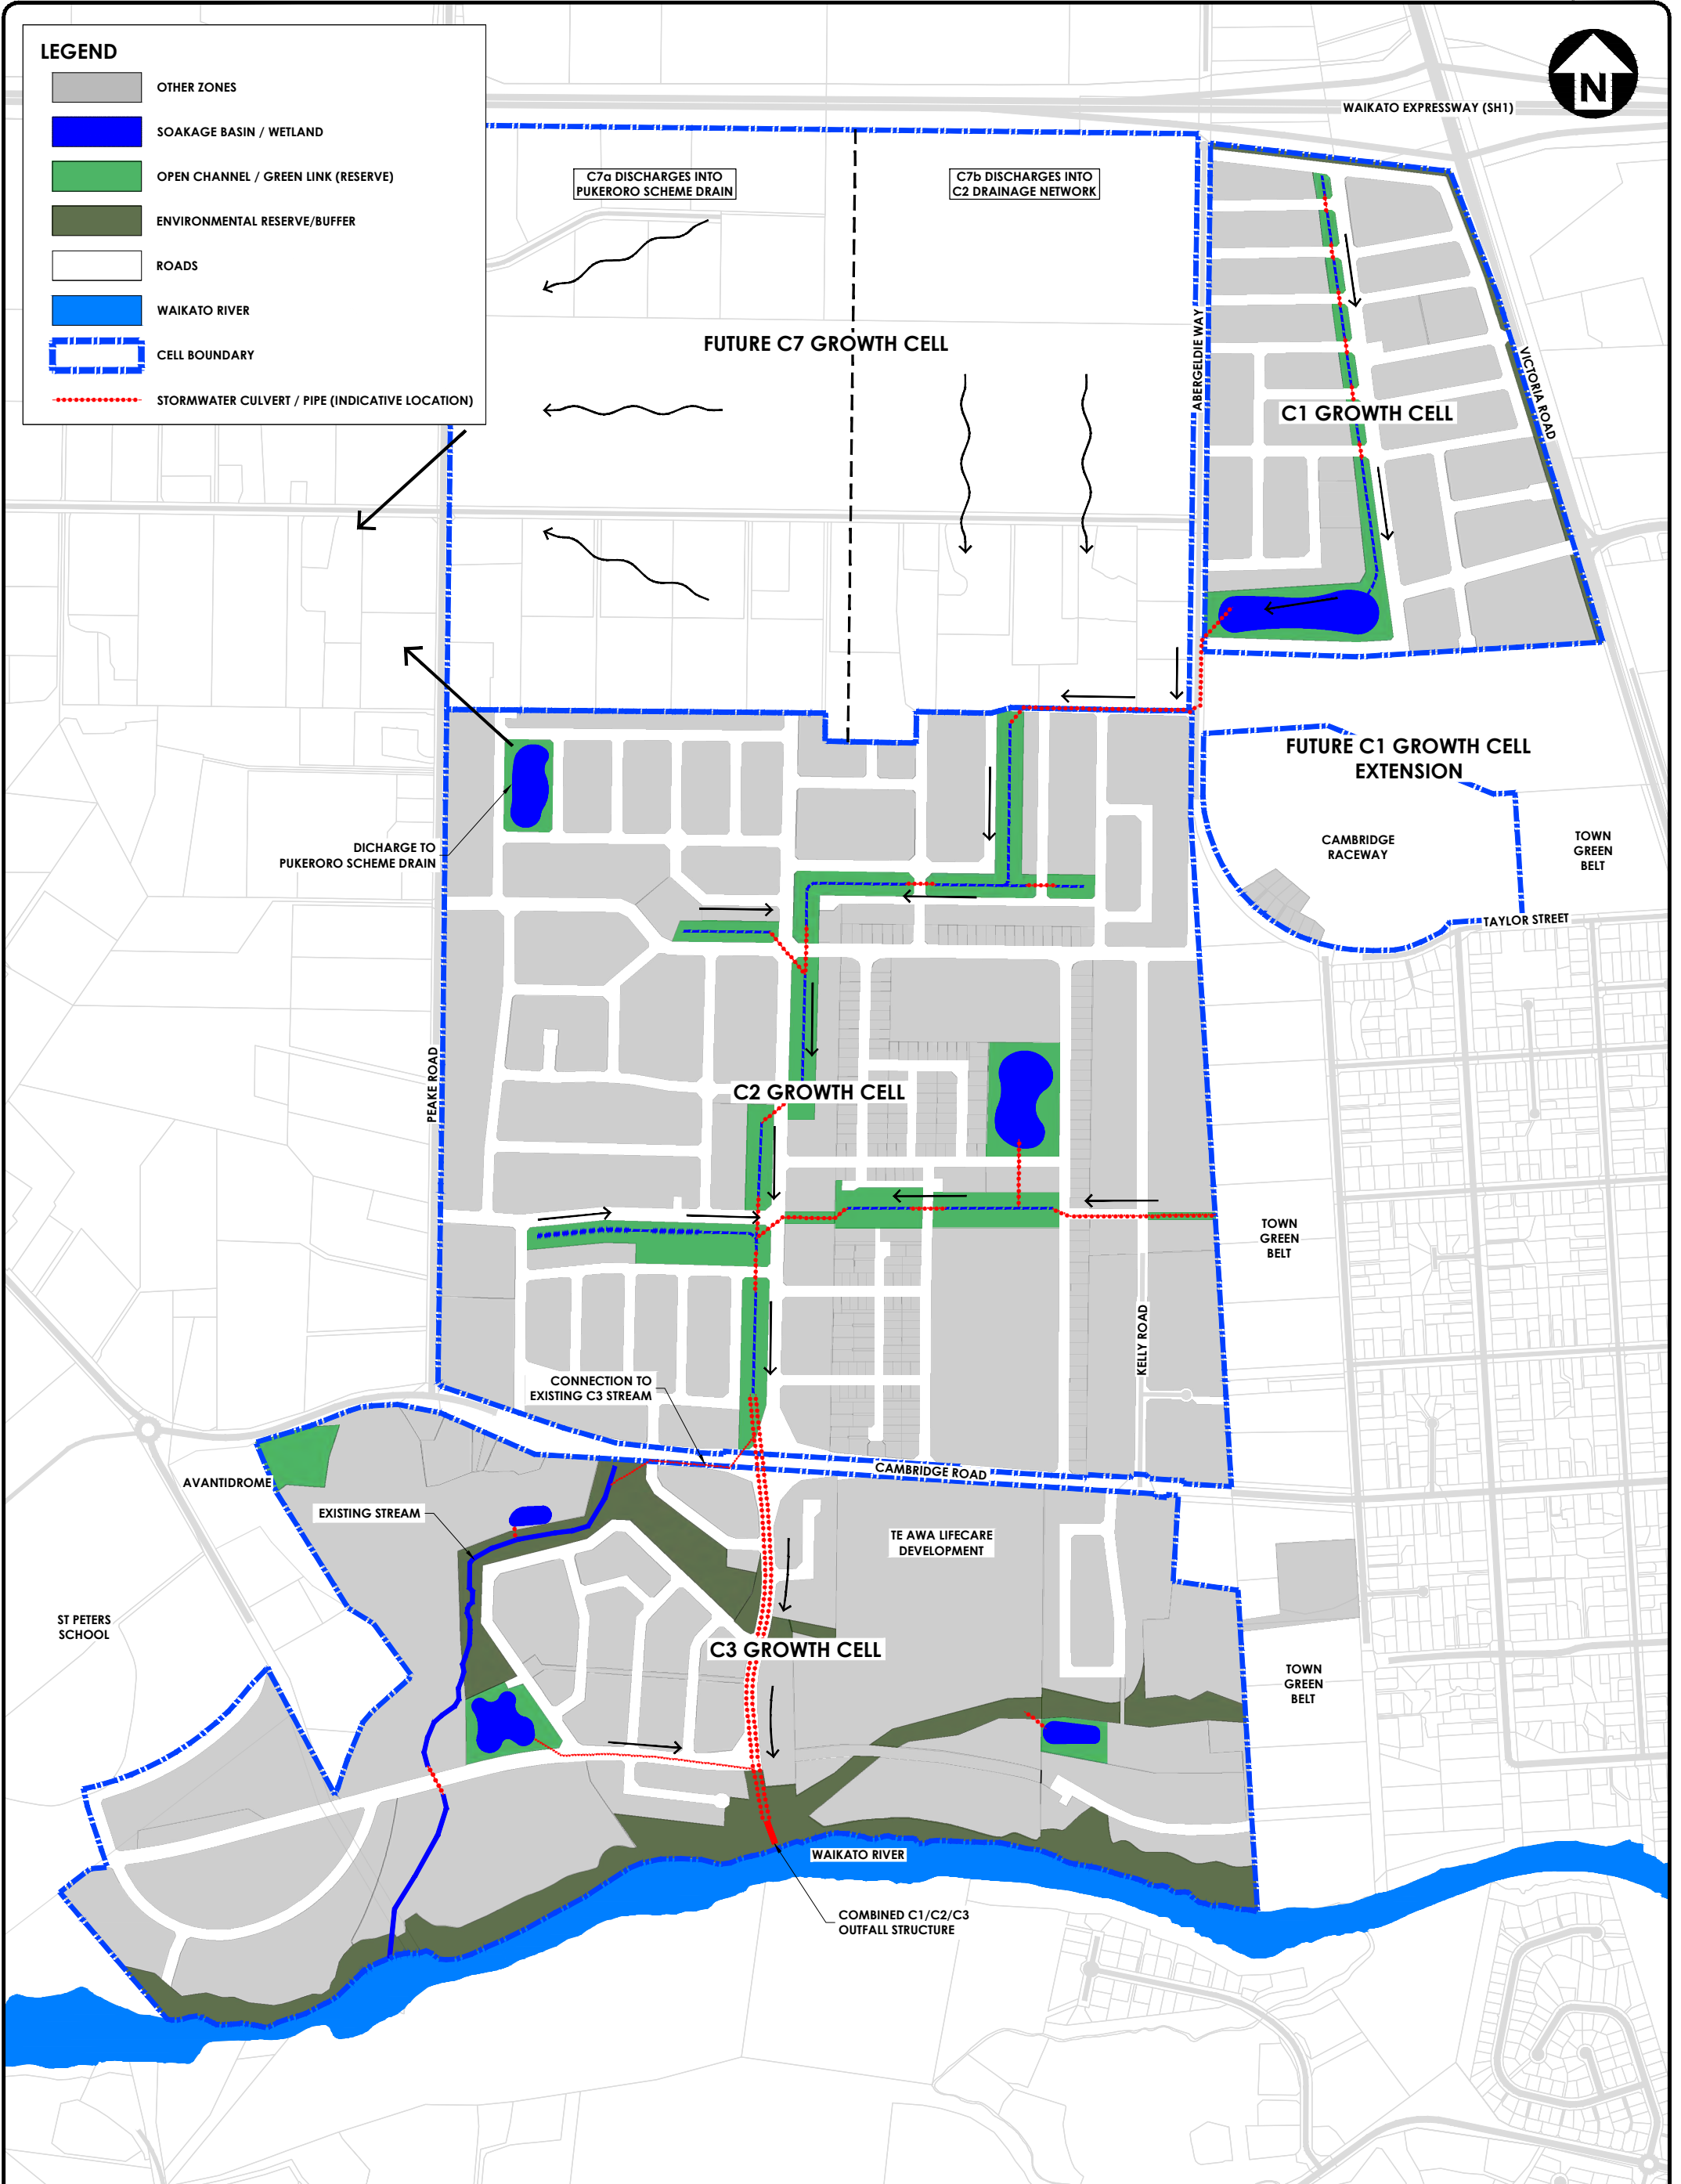 LEGEND
OTHER ZONES
SOAKAGE BASIN / WETLAND
OPEN CHANNEL / GREEN LINK (RESERVE)
ENVIRONMENTAL RESERVE/BUFFER
ROADS
WAIKATO RIVER
CELL BOUNDARY
STORMWATER CULVERT / PIPE (INDICATIVE LOCATION)
N
WAIKATO EXPRESSWAY (SH1)
C7a DISCHARGES INTO
PUKERORO SCHEME DRAIN
C7b DISCHARGES INTO
C2 DRAINAGE NETWORK
FUTURE C7 GROWTH CELL
ABERGELDIE WAY
VICTORIA ROAD
C1 GROWTH CELL
FUTURE C1 GROWTH CELL
EXTENSION
CAMBRIDGE
RACEWAY
TOWN
GREEN
BELT
TAYLOR STREET
DICHARGE TO
PUKERORO SCHEME DRAIN
PEAKE ROAD
C2 GROWTH CELL
TOWN
GREEN
BELT
KELLY ROAD
CONNECTION TO
EXISTING C3 STREAM
CAMBRIDGE ROAD
AVANTIDROME
EXISTING STREAM
TE AWA LIFECARE
DEVELOPMENT
ST PETERS
SCHOOL
C3 GROWTH CELL
TOWN
GREEN
BELT
WAIKATO RIVER
COMBINED C1/C2/C3
OUTFALL STRUCTURE